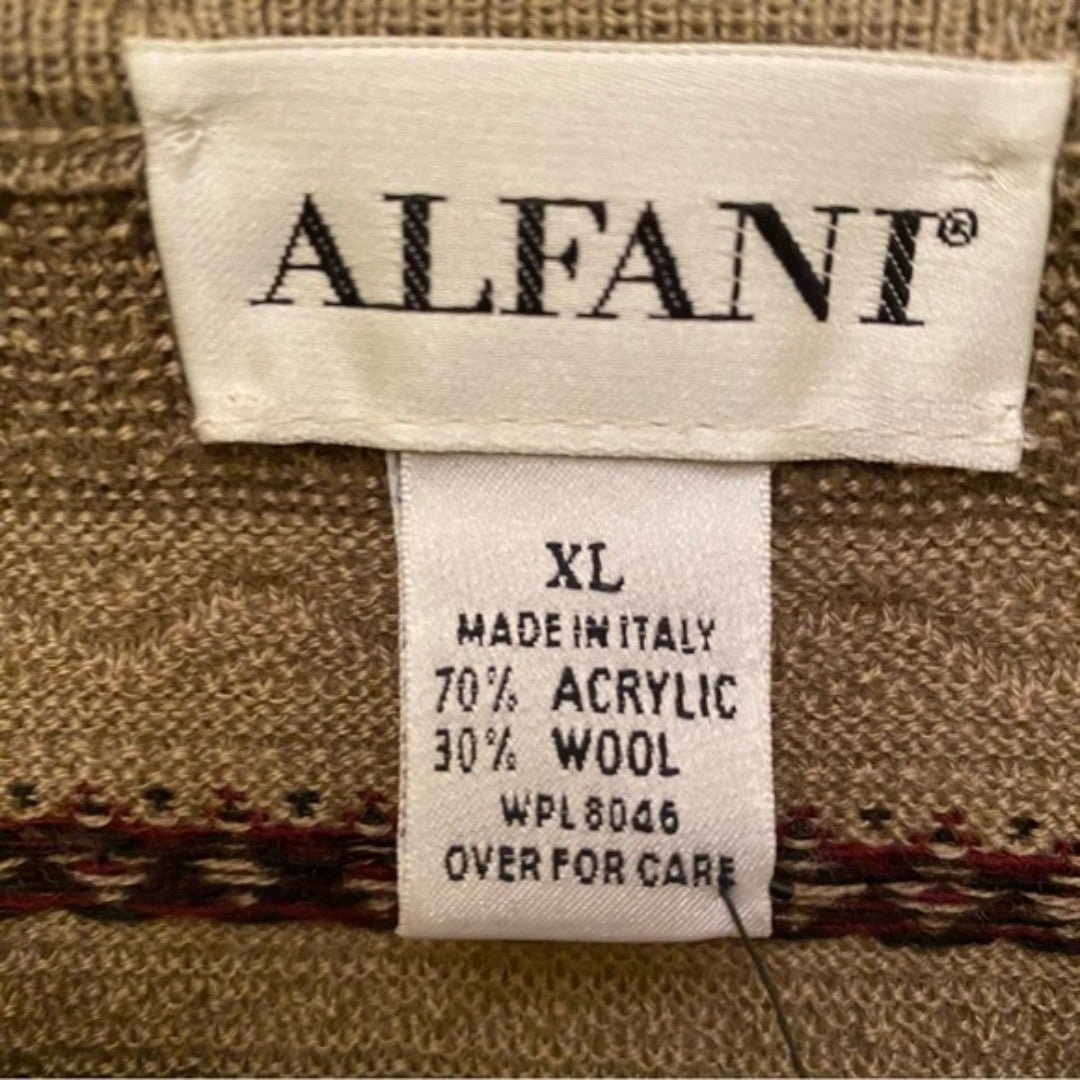 ALFANI®
XL
MADE IN ITALY
70% ACRYLIC
30% WOOL
WPL 8046
OVER FOR CARE